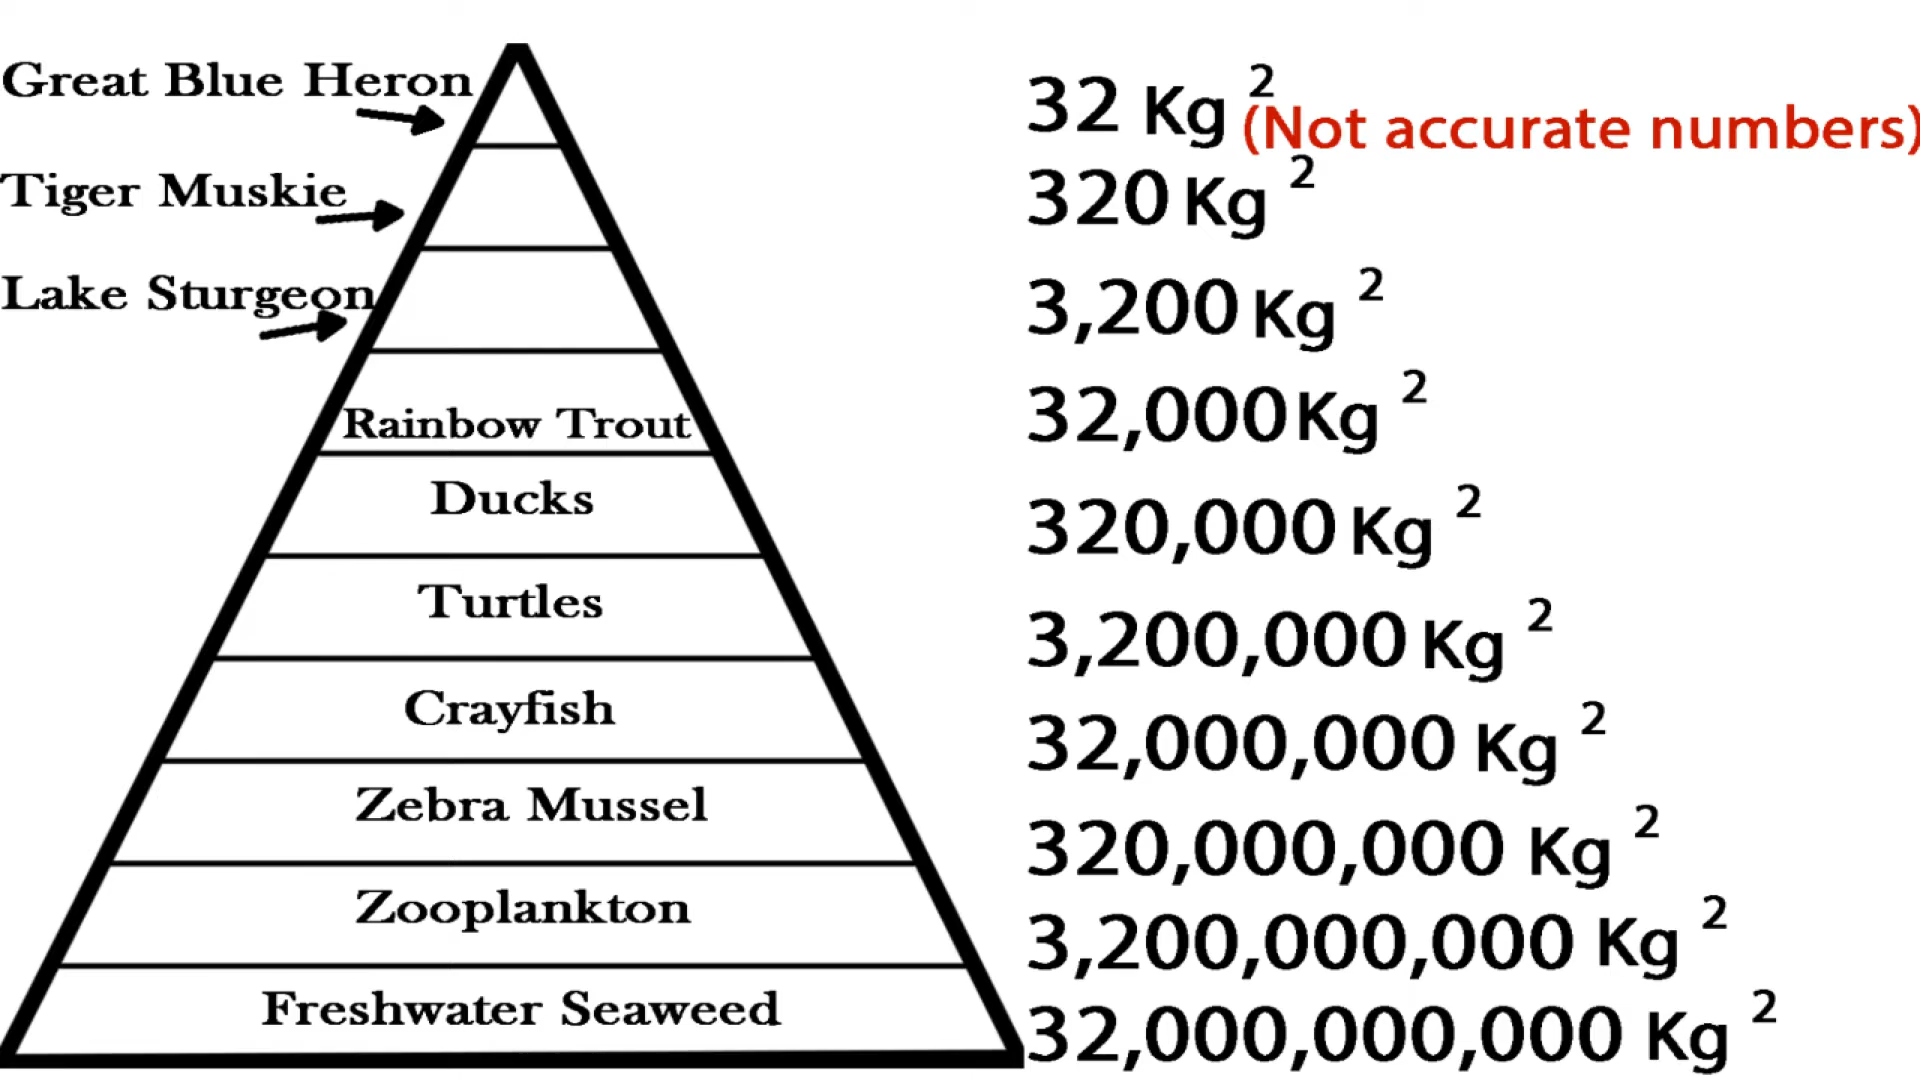 Great Blue Heron
32 Kg 2
(Not accurate numbers)
Tiger Muskie
320 Kg 2
Lake Sturgeon
3,200 Kg 2
Rainbow Trout
32,000 Kg 2
Ducks
320,000 Kg 2
Turtles
3,200,000 Kg 2
Crayfish
32,000,000 Kg 2
Zebra Mussel
320,000,000 Kg 2
Zooplankton
3,200,000,000 Kg 2
Freshwater Seaweed
32,000,000,000 Kg 2